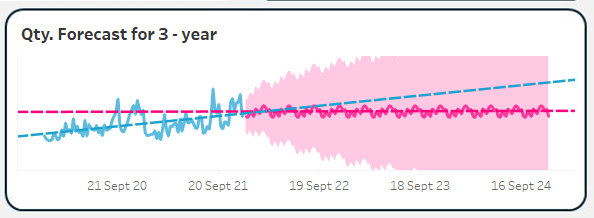 Qty. Forecast for 3 - year
21 Sept 20 20 Sept 21 19 Sept 22 18 Sept 23 16 Sept 24